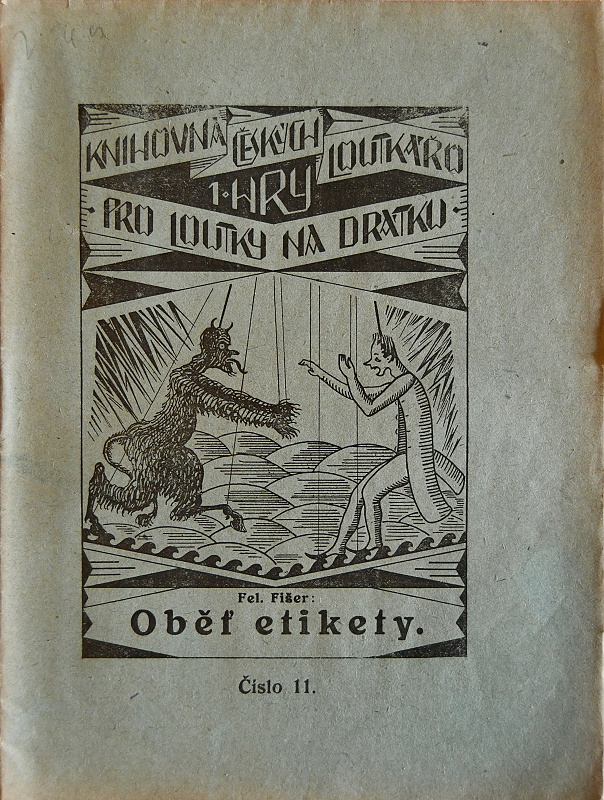 KNIHOVNA ČESKÝCH LOUTKÁŘŮ
1. HRY
PRO LOUTKY NA DRÁTKU
Fel. Fišer:
Oběť etikety.
Číslo 11.